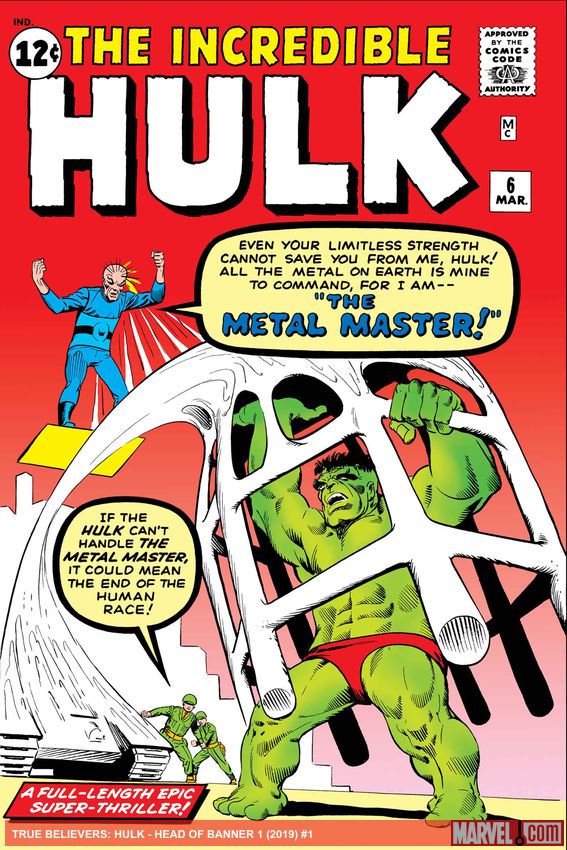 IND.
12¢
THE INCREDIBLE
HULK
APPROVED
BY THE
COMICS
CODE
CA
AUTHORITY
M
C
6
MAR.
EVEN YOUR LIMITLESS STRENGTH
CANNOT SAVE YOU FROM ME, HULK!
ALL THE METAL ON EARTH IS MINE
TO COMMAND, FOR I AM--
"THE
METAL MASTER!"
IF THE
HULK CAN'T
HANDLE THE
METAL MASTER,
IT COULD MEAN
THE END OF THE
HUMAN
RACE!
A FULL-LENGTH EPIC
SUPER-THRILLER!
TRUE BELIEVERS: HULK - HEAD OF BANNER 1 (2019) #1
MARVEL.com